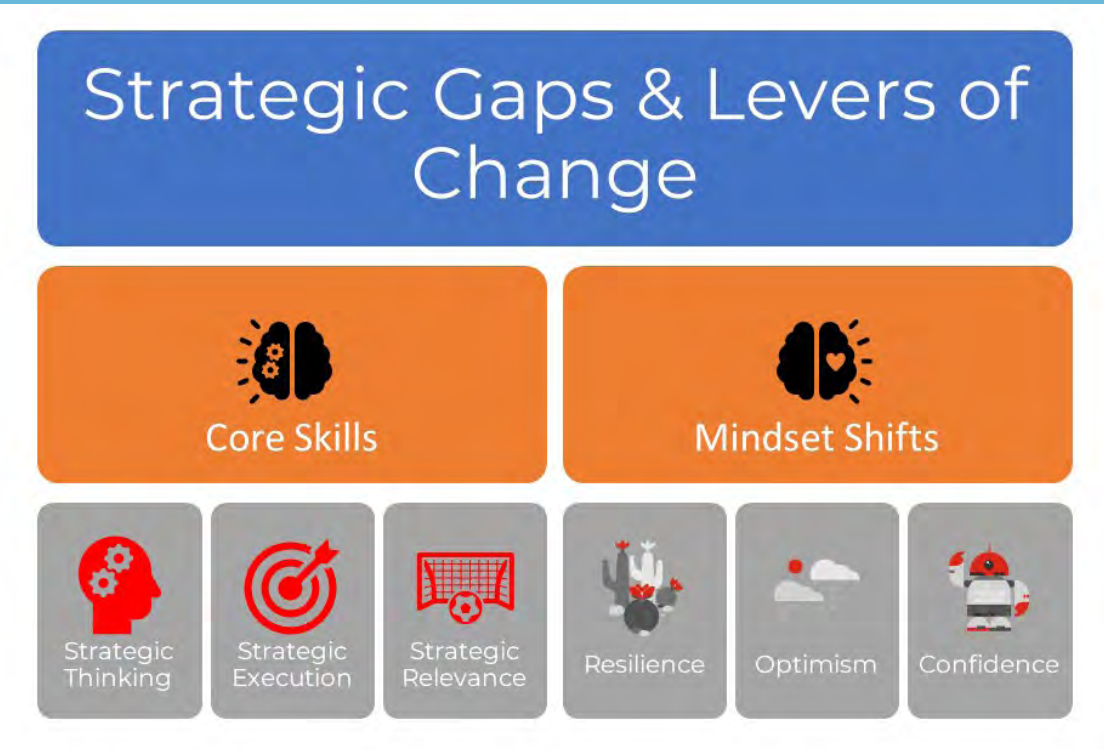 Strategic Gaps & Levers of
Change
Core Skills
Mindset Shifts
Strategic
Thinking
Strategic
Execution
Strategic
Relevance
Resilience
Optimism
Confidence